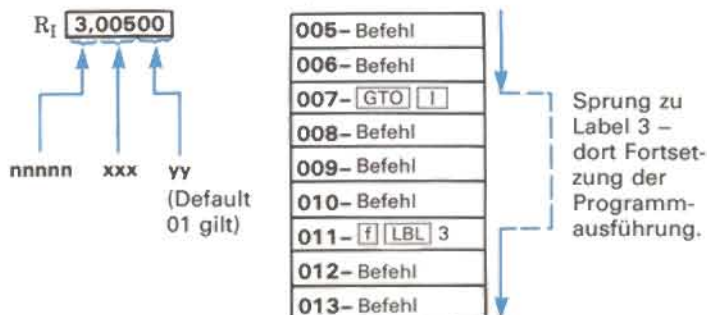 R_I 3,00500
nnnnn xxx yy
(Default
01 gilt)
005– Befehl
006– Befehl
007– GTO I
008– Befehl
009– Befehl
010– Befehl
011– f LBL 3
012– Befehl
013– Befehl
Sprung zu
Label 3 –
dort Fortset-
zung der
Programm-
ausführung.